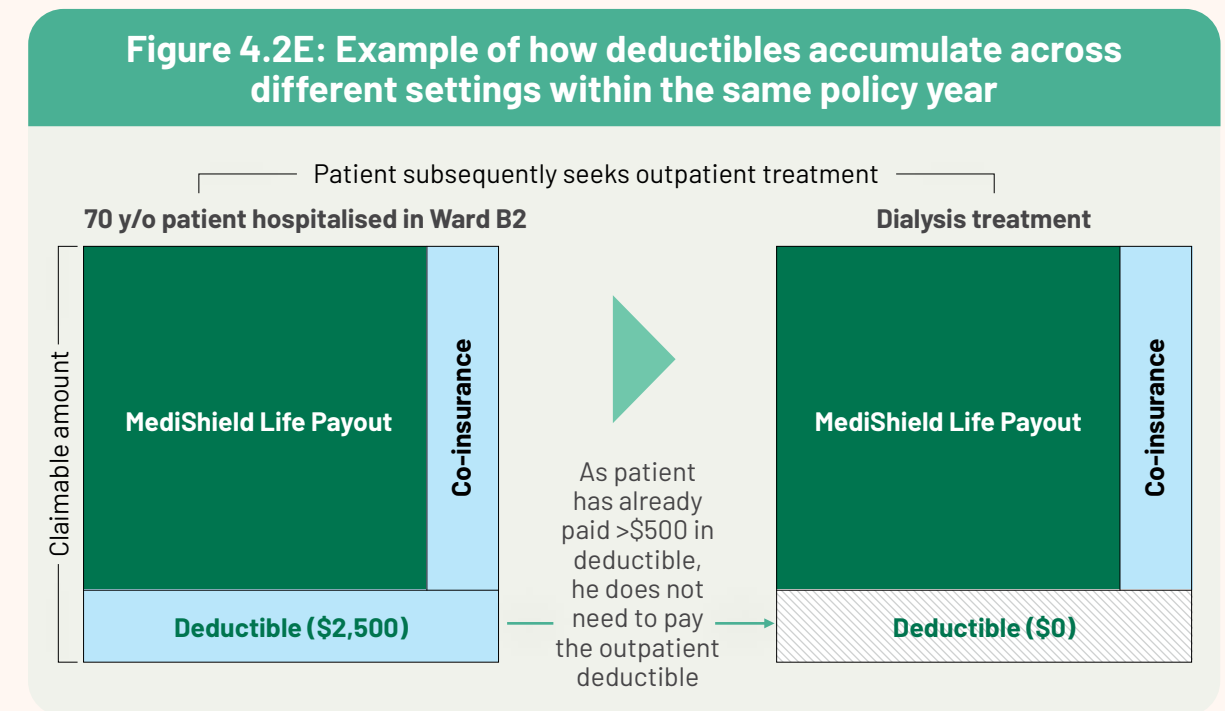 Figure 4.2E: Example of how deductibles accumulate across
different settings within the same policy year
Patient subsequently seeks outpatient treatment
70 y/o patient hospitalised in Ward B2
Dialysis treatment
Claimable amount
MediShield Life Payout
Co-insurance
Deductible ($2,500)
As patient
has already
paid >$500 in
deductible,
he does not
need to pay
the outpatient
deductible
MediShield Life Payout
Co-insurance
Deductible ($0)